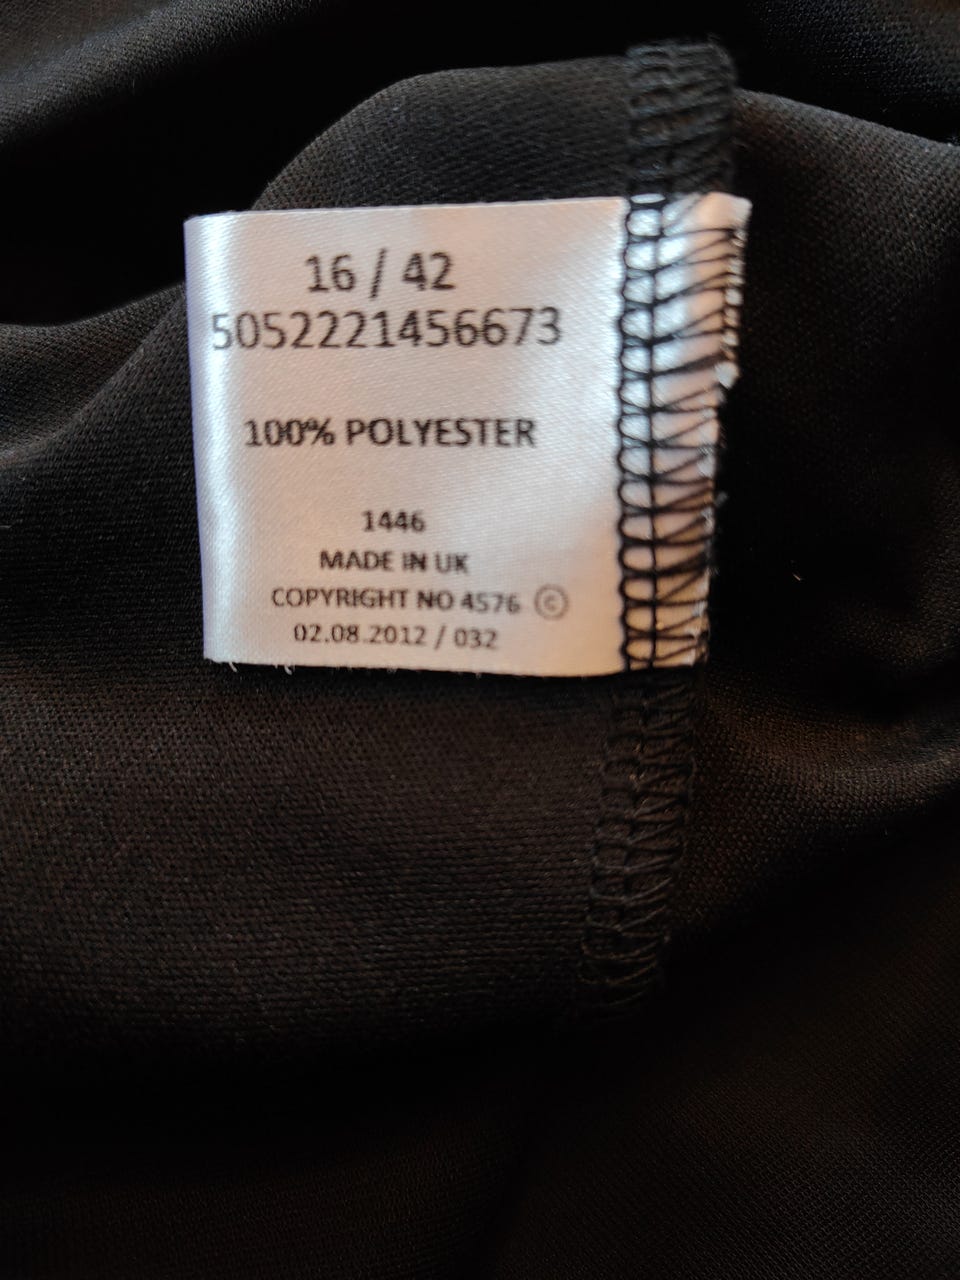 16 / 42
5052221456673
100% POLYESTER
1446
MADE IN UK
COPYRIGHT NO 4576 ©
02.08.2012 / 032